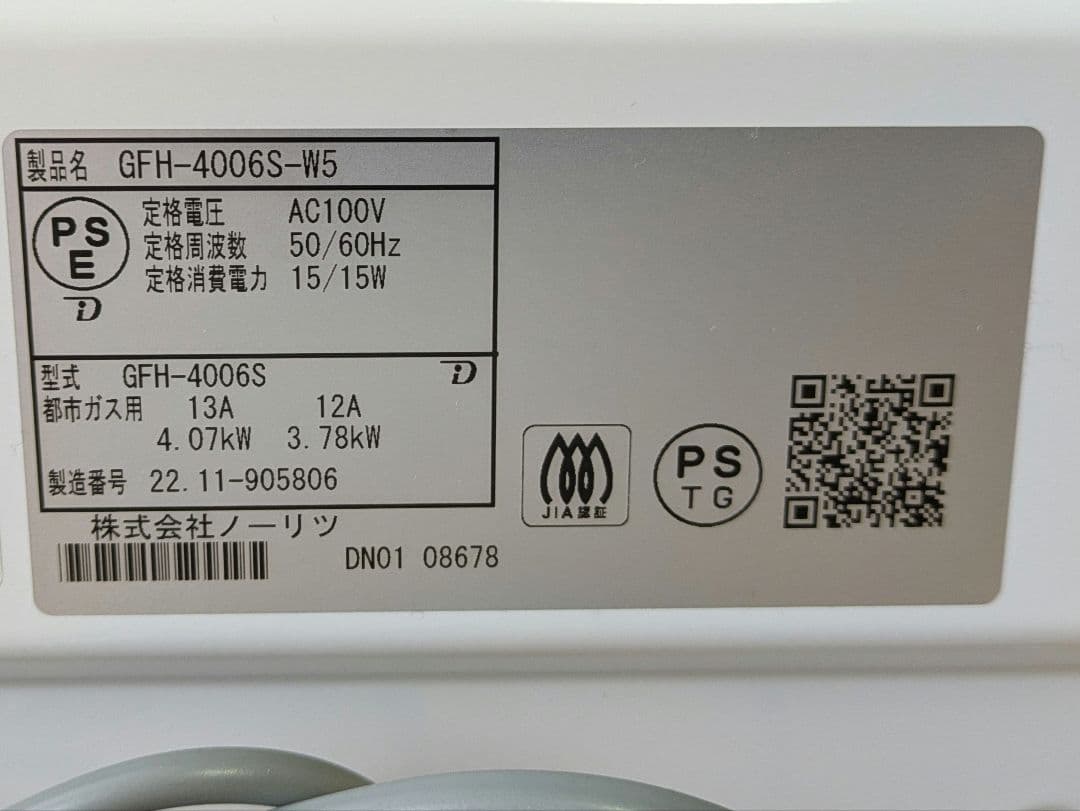 製品名 GFH-4006S-W5
PS
E
定格電圧 AC100V
定格周波数 50/60Hz
定格消費電力 15/15W
型式 GFH-4006S
都市ガス用 13A 12A
4.07kW 3.78kW
製造番号 22.11-905806
株式会社ノーリツ
DN01 08678
JIA認証
PS
TG